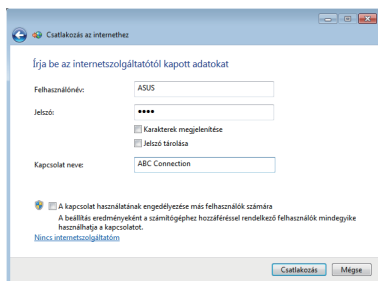 Csatlakozás az internethez
Írja be az internetszolgáltatótól kapott adatokat
Felhasználónév: ASUS
Jelszó: ••••
Karakterek megjelenítése
Jelszó tárolása
Kapcsolat neve: ABC Connection
A kapcsolat használatának engedélyezése más felhasználók számára
A beállítás eredményeként a számítógéphez hozzáféréssel rendelkező felhasználók mindegyike
használhatja a kapcsolatot.
Nincs internetszolgáltatóm
Csatlakozás Mégse